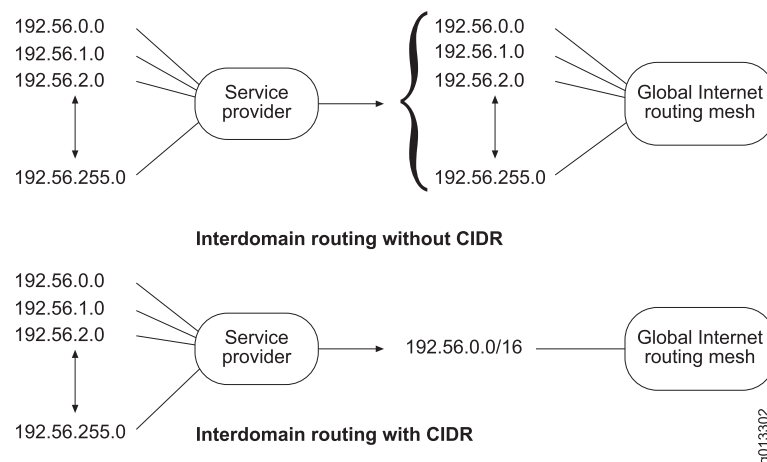 192.56.0.0
192.56.1.0
192.56.2.0
192.56.255.0
Service
provider
192.56.0.0
192.56.1.0
192.56.2.0
192.56.255.0
Global Internet
routing mesh
Interdomain routing without CIDR
192.56.0.0
192.56.1.0
192.56.2.0
192.56.255.0
Service
provider
192.56.0.0/16
Global Internet
routing mesh
Interdomain routing with CIDR
g013302